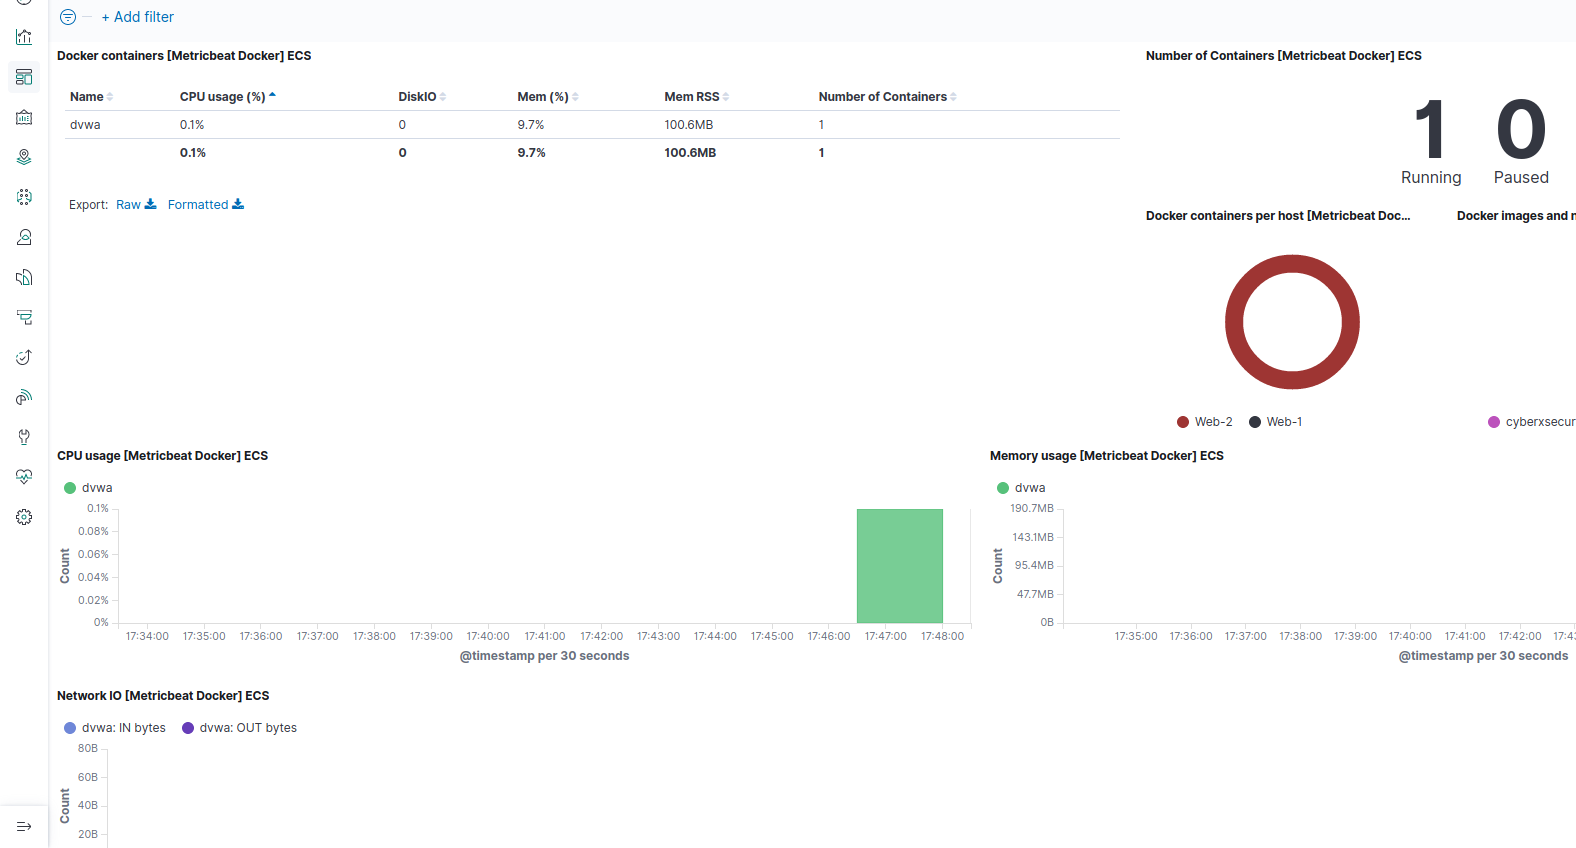 + Add filter
Docker containers [Metricbeat Docker] ECS
Name CPU usage (%) DiskIO Mem (%) Mem RSS Number of Containers
dvwa 0.1% 0 9.7% 100.6MB 1
0.1% 0 9.7% 100.6MB 1
Export: Raw Formatted
Number of Containers [Metricbeat Docker] ECS
1 0
Running Paused
Docker containers per host [Metricbeat Doc...
Web-2 Web-1
Docker images and n
cyberxsecur
CPU usage [Metricbeat Docker] ECS
dvwa
0.1%
0.08%
0.06%
0.04%
0.02%
0%
Count
17:34:00 17:35:00 17:36:00 17:37:00 17:38:00 17:39:00 17:40:00 17:41:00 17:42:00 17:43:00 17:44:00 17:45:00 17:46:00 17:47:00 17:48:00
@timestamp per 30 seconds
Memory usage [Metricbeat Docker] ECS
dvwa
190.7MB
143.1MB
95.4MB
47.7MB
0B
Count
17:35:00 17:36:00 17:37:00 17:38:00 17:39:00 17:40:00 17:41:00 17:42:00 17:43
@timestamp per 30 seconds
Network IO [Metricbeat Docker] ECS
dvwa: IN bytes dvwa: OUT bytes
80B
60B
40B
20B
Count